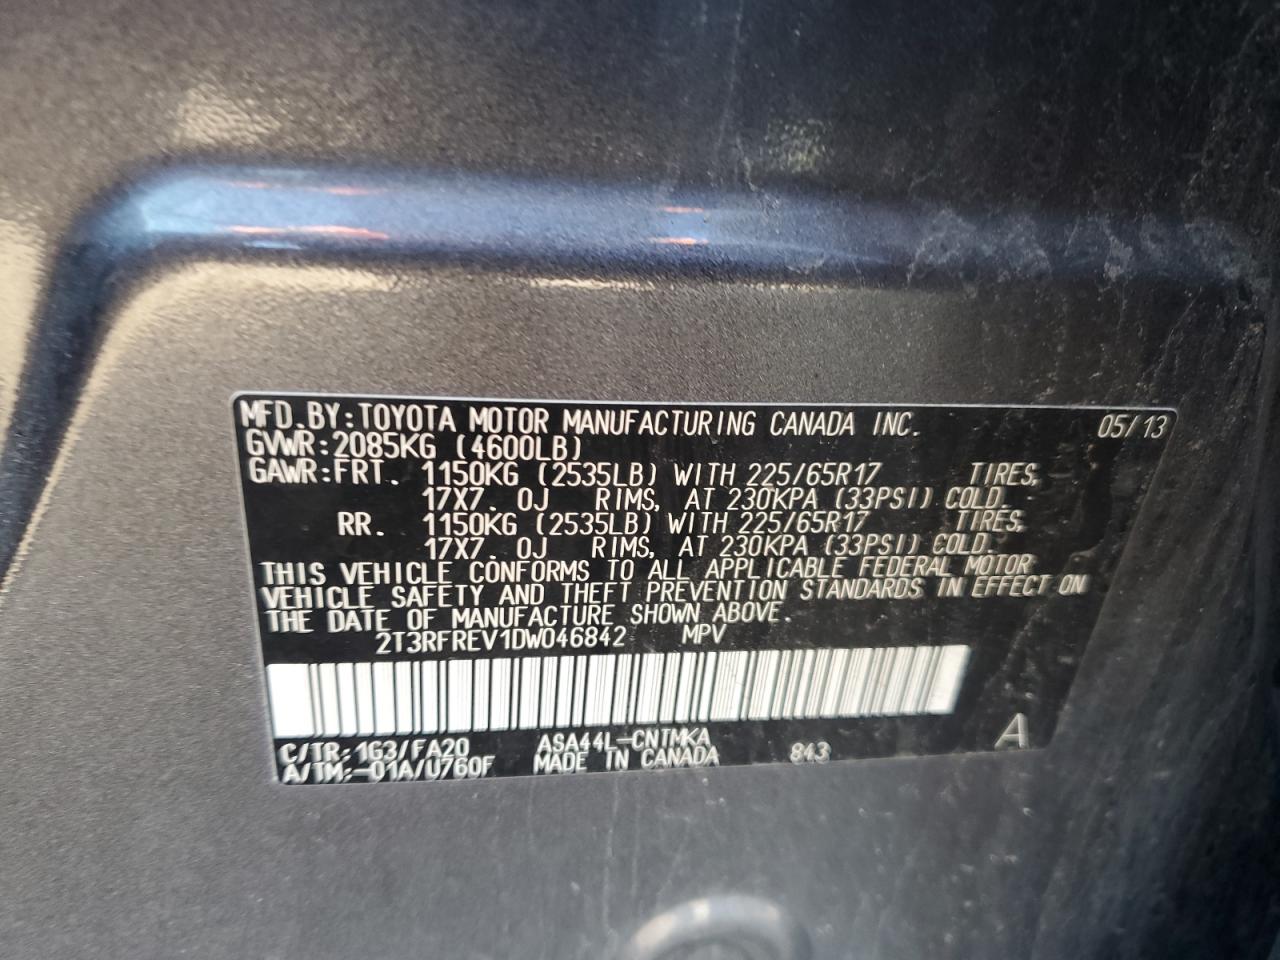 MFD.BY:TOYOTA MOTOR MANUFACTURING CANADA INC. 05/13
GVWR:2085KG (4600LB)
GAWR:FRT. 1150KG (2535LB) WITH 225/65R17 TIRES,
17X7.0J RIMS, AT 230KPA (33PSI) COLD.
RR. 1150KG (2535LB) WITH 225/65R17 TIRES,
17X7.0J RIMS, AT 230KPA (33PSI) COLD.
THIS VEHICLE CONFORMS TO ALL APPLICABLE FEDERAL MOTOR
VEHICLE SAFETY AND THEFT PREVENTION STANDARDS IN EFFECT ON
THE DATE OF MANUFACTURE SHOWN ABOVE.
2T3RFREV1DW046842 MPV
C/TR:1G3/FA20 ASA44L-CNTMKA 843 A
A/TM:-01A/U760F MADE IN CANADA